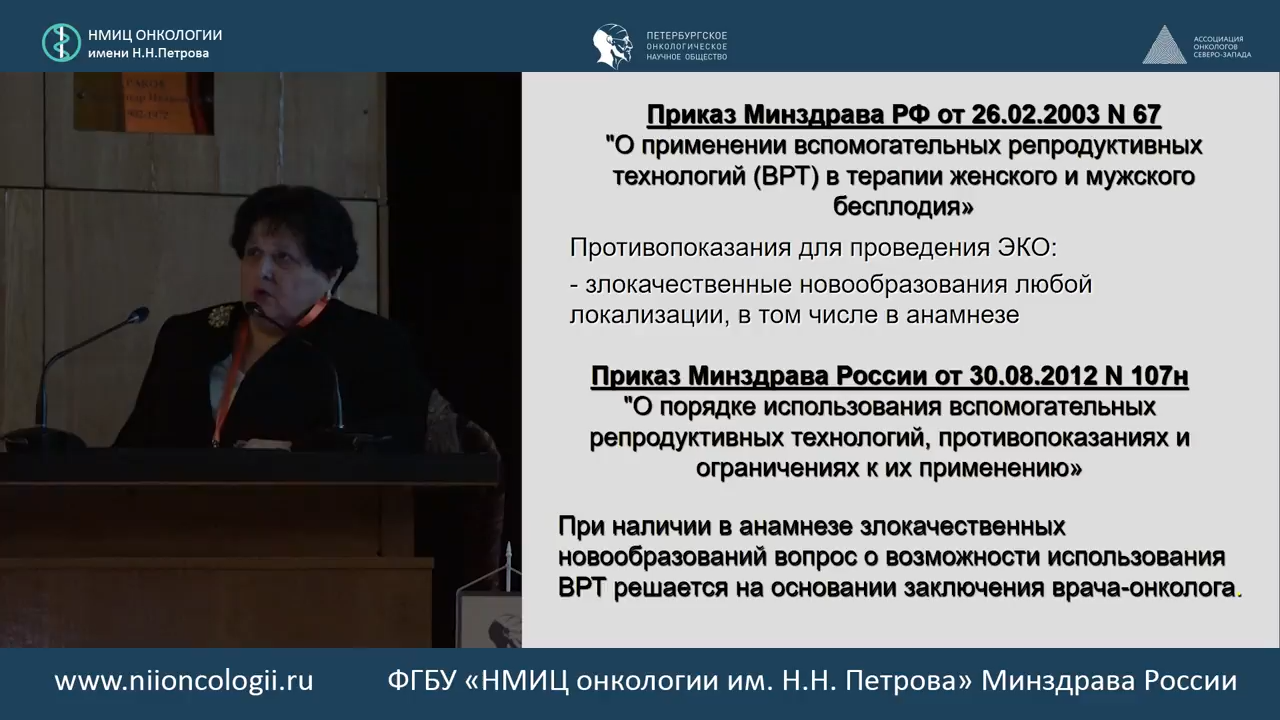 НМИЦ ОНКОЛОГИИ
имени Н.Н.Петрова
ПЕТЕРБУРГСКОЕ
ОНКОЛОГИЧЕСКОЕ
НАУЧНОЕ ОБЩЕСТВО
АССОЦИАЦИЯ
ОНКОЛОГОВ
СЕВЕРО-ЗАПАДА
Приказ Минздрава РФ от 26.02.2003 N 67
"О применении вспомогательных репродуктивных
технологий (ВРТ) в терапии женского и мужского
бесплодия»
Противопоказания для проведения ЭКО:
- злокачественные новообразования любой
локализации, в том числе в анамнезе
Приказ Минздрава России от 30.08.2012 N 107н
"О порядке использования вспомогательных
репродуктивных технологий, противопоказаниях и
ограничениях к их применению»
При наличии в анамнезе злокачественных
новообразований вопрос о возможности использования
ВРТ решается на основании заключения врача-онколога.
www.niioncologii.ru
ФГБУ «НМИЦ онкологии им. Н.Н. Петрова» Минздрава России